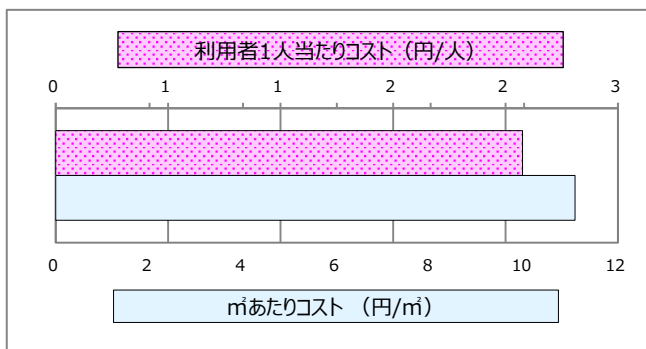 利用者1人当たりコスト（円/人）
0 1 1 2 2 3
0 2 4 6 8 10 12
㎡あたりコスト （円/㎡）